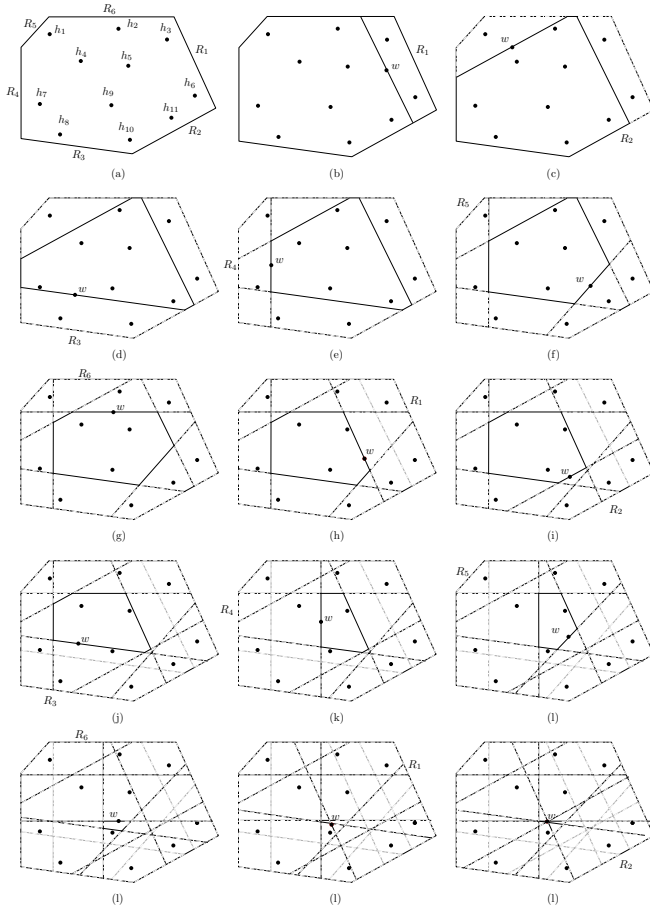 R6
R5
h1
h2
h3
R1
h4
h5
R4
h6
h7
h9
h8
h11
h10
R2
R3
(a)
R1
w
(b)
w
R2
(c)
w
R3
(d)
R4
w
(e)
R5
w
(f)
R6
w
(g)
R1
w
(h)
w
R2
(i)
w
R3
(j)
R4
w
(k)
R5
w
(l)
R6
w
(l)
R1
w
(l)
w
R2
(l)